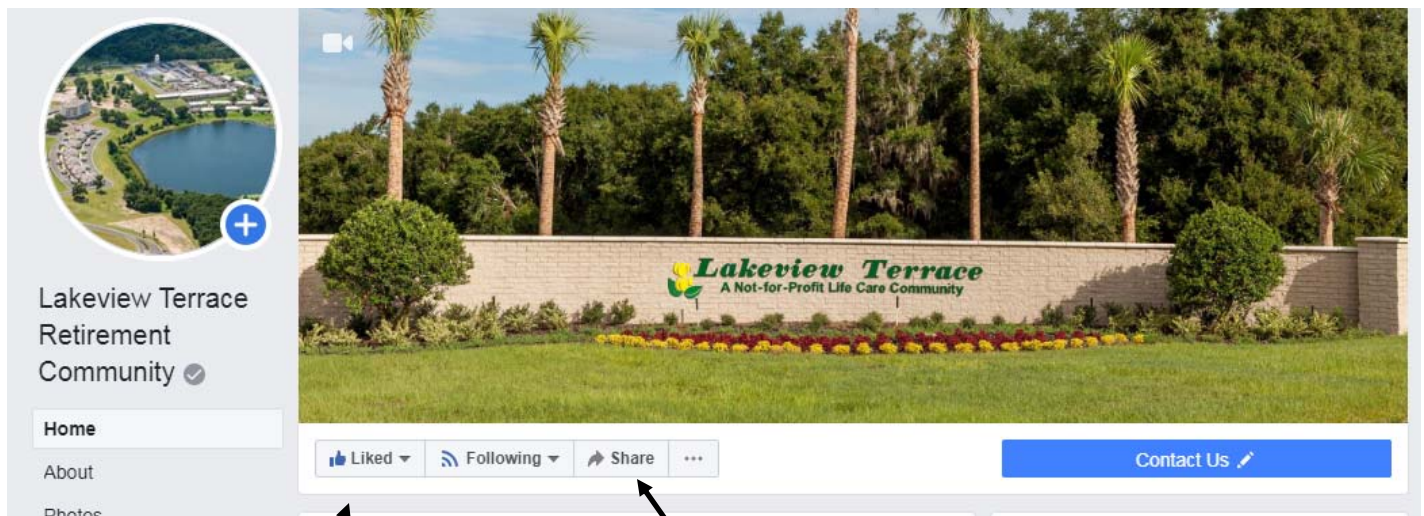 Lakeview Terrace
A Not-for-Profit Life Care Community
Lakeview Terrace
Retirement
Community
Home
About
Photos
Liked
Following
Share
Contact Us